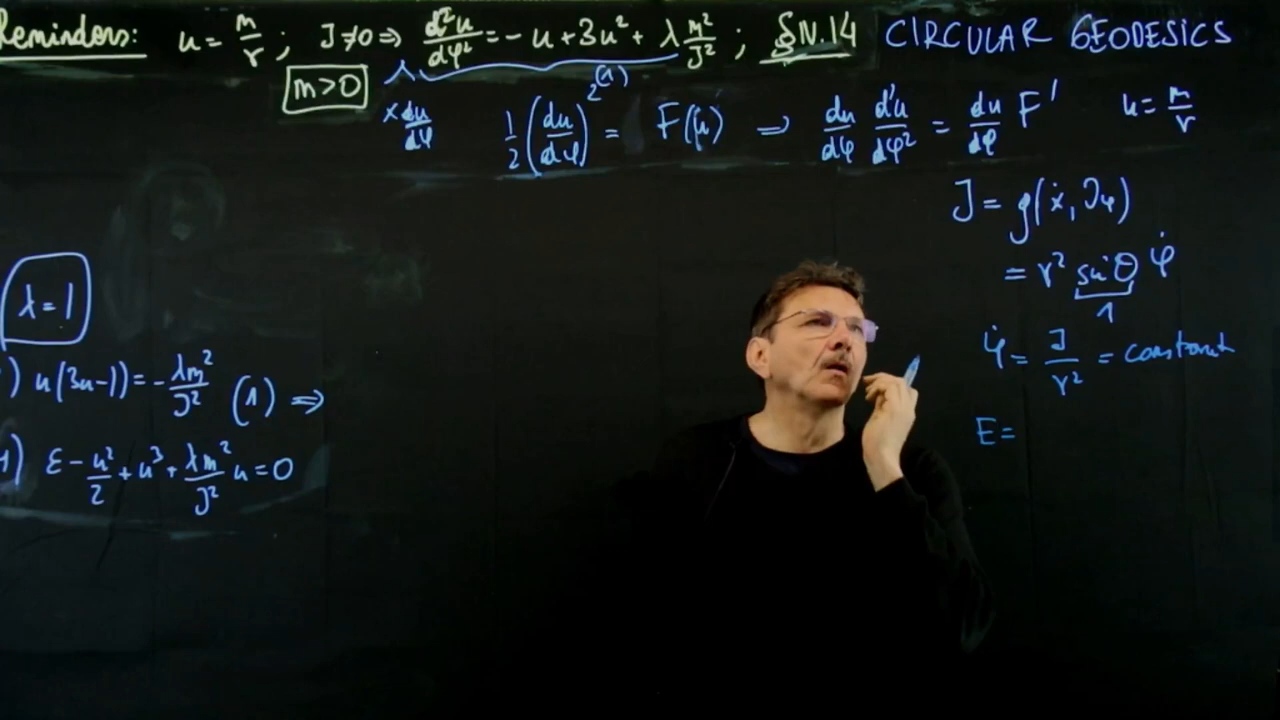 Reminders: u = m/r ; J ≠ 0 ⇒ d²u/dφ² = - u + 3u² + λ m²/J² ; § N.14 CIRCULAR GEODESICS
m > 0
× du/dφ 1/2 (du/dφ)² = F(u) ⇒ du/dφ d²u/dφ² = du/dφ F' u = m/r
(1)
J = g(ẋ, ∂φ)
= r² sin²θ φ̇
1
λ = 1
φ̇ = J/r² = constant
) u(3u-1) = - λm²/J² (1) ⇒
) ε - u²/2 + u³ + λm²/J² u = 0
E =